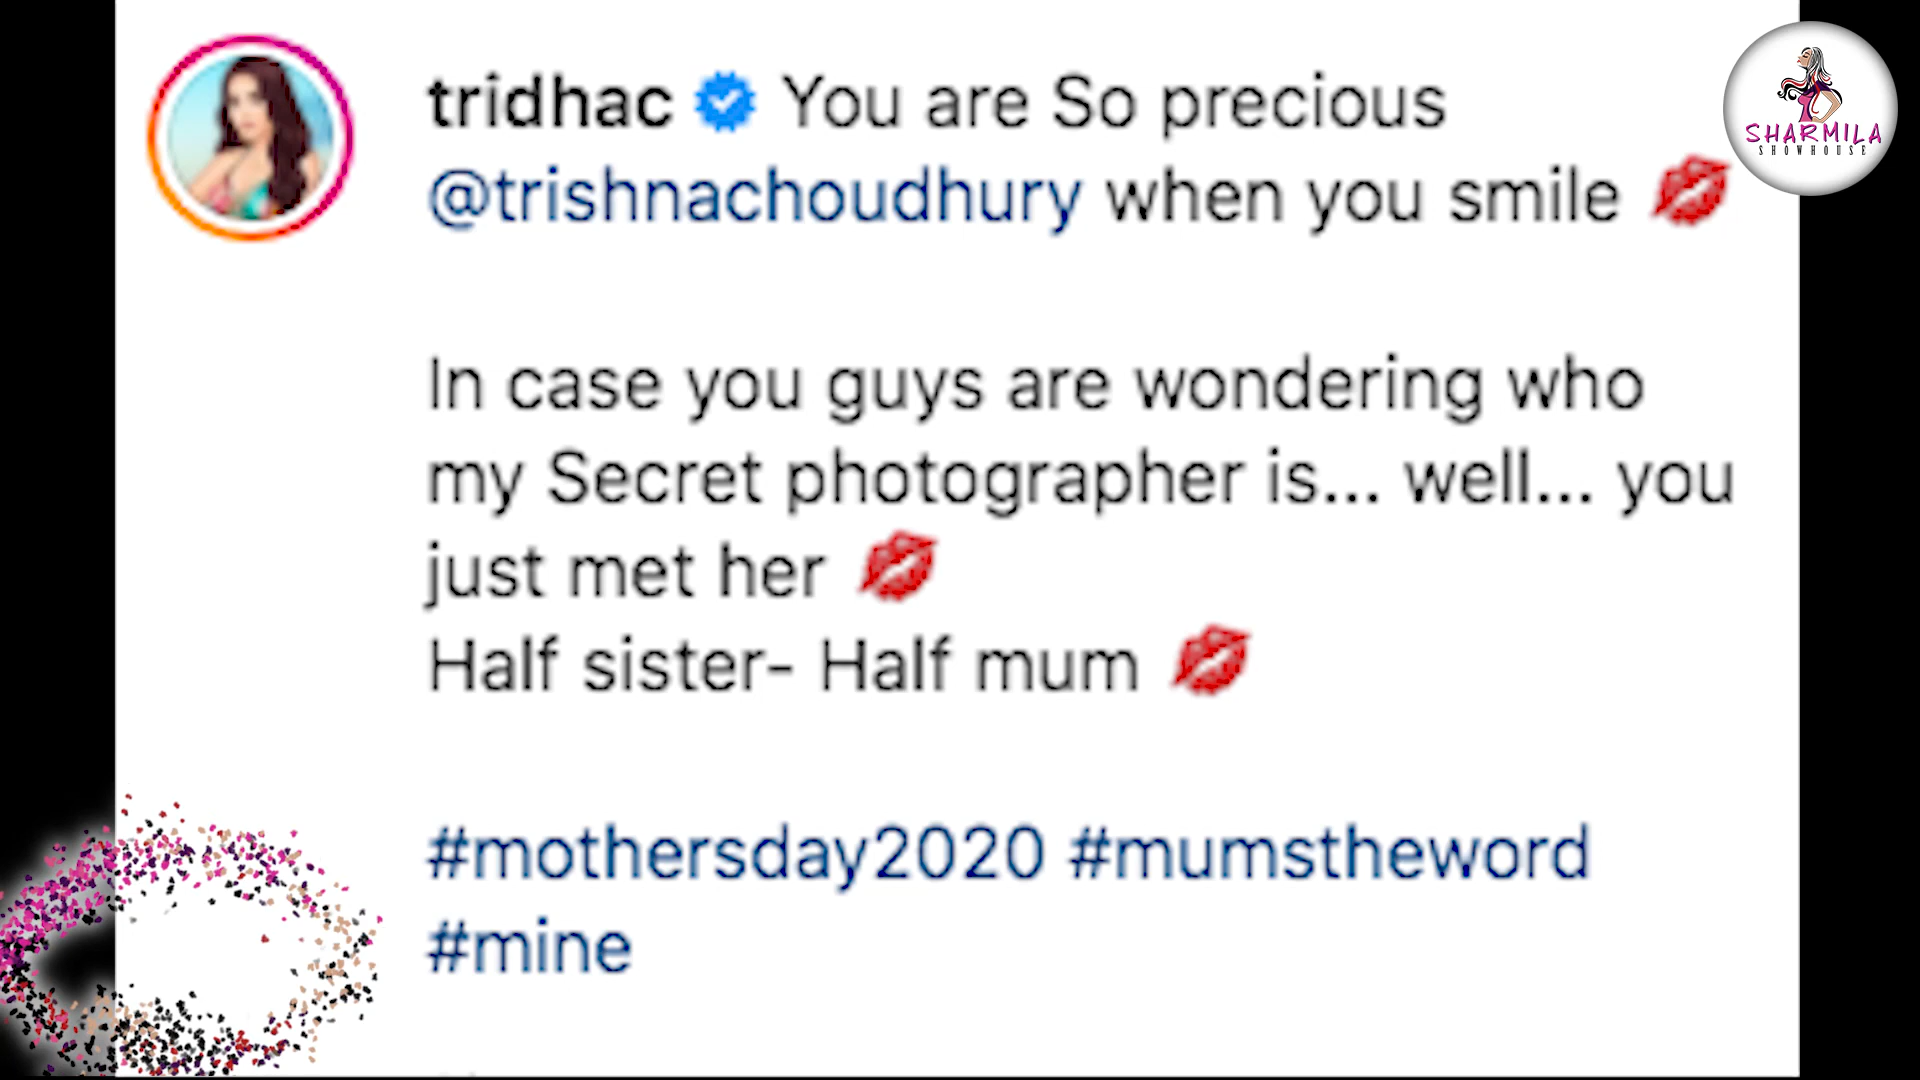 tridhac You are So precious
@trishnachoudhury when you smile 💋
In case you guys are wondering who
my Secret photographer is... well... you
just met her 💋
Half sister- Half mum 💋
#mothersday2020 #mumstheword
#mine
SHARMILA
SHOWHOUSE